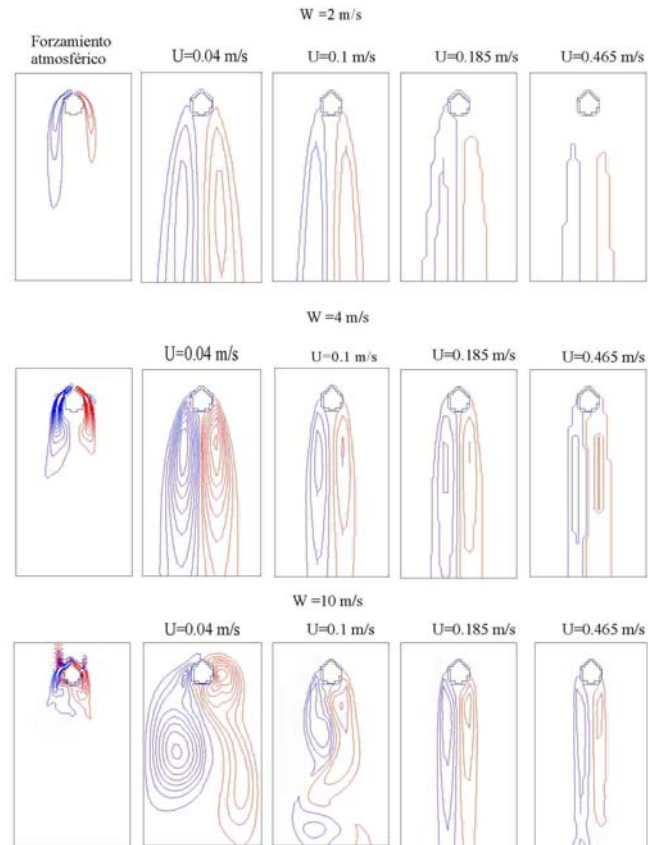 W =2 m/s
Forzamiento
atmosférico
U=0.04 m/s
U=0.1 m/s
U=0.185 m/s
U=0.465 m/s
W =4 m/s
U=0.04 m/s
U=0.1 m/s
U=0.185 m/s
U=0.465 m/s
W =10 m/s
U=0.04 m/s
U=0.1 m/s
U=0.185 m/s
U=0.465 m/s